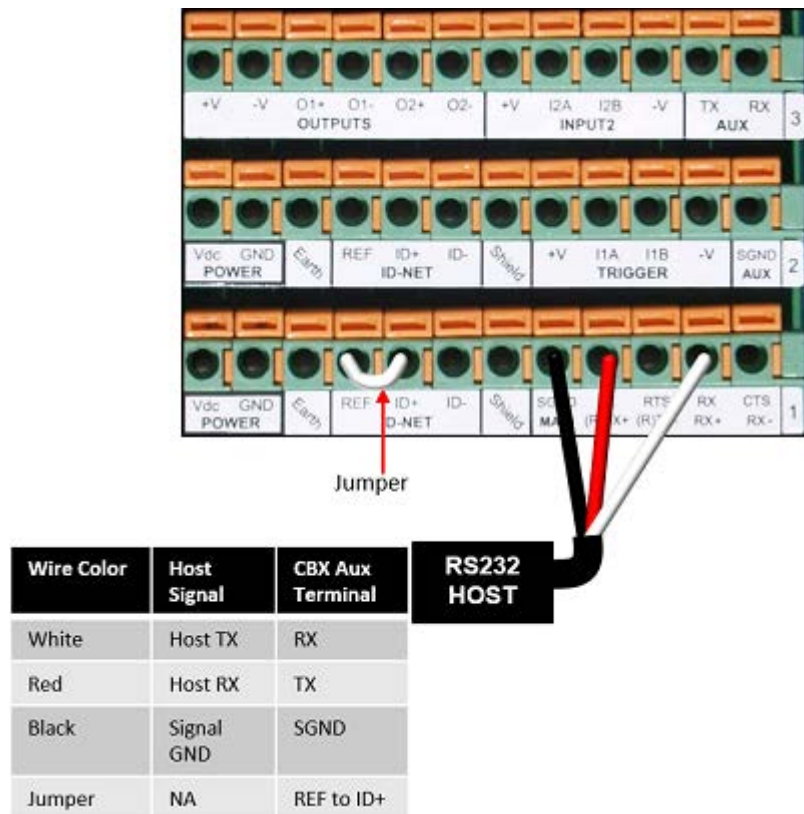 +V -V O1+ O1- O2+ O2- +V I2A I2B -V TX RX
OUTPUTS INPUT2 AUX 3
Vdc GND Earth REF ID+ ID- Shield +V I1A I1B -V SGND
POWER ID-NET TRIGGER AUX 2
Vdc GND Earth REF ID+ ID- Shield RTS RX CTS
POWER D-NET RX+ RX- 1
Jumper
RS232
HOST
Wire Color Host Signal CBX Aux Terminal
White Host TX RX
Red Host RX TX
Black Signal GND SGND
Jumper NA REF to ID+